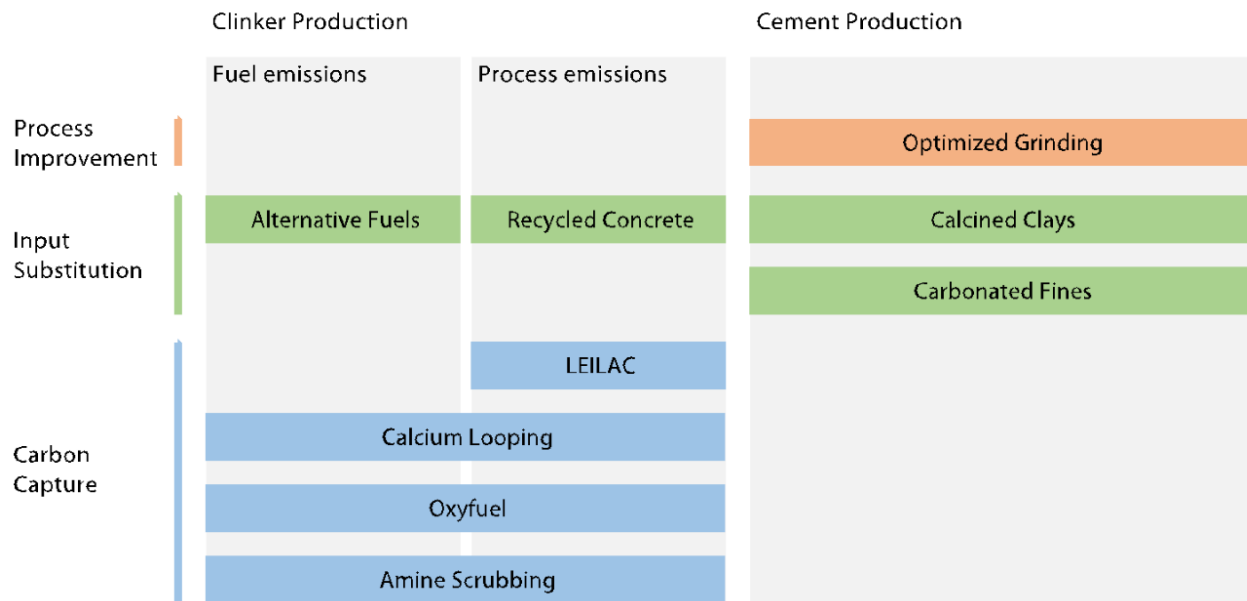 Clinker Production
Cement Production
Fuel emissions
Process emissions
Process
Improvement
Optimized Grinding
Input
Substitution
Alternative Fuels
Recycled Concrete
Calcined Clays
Carbonated Fines
Carbon
Capture
LEILAC
Calcium Looping
Oxyfuel
Amine Scrubbing